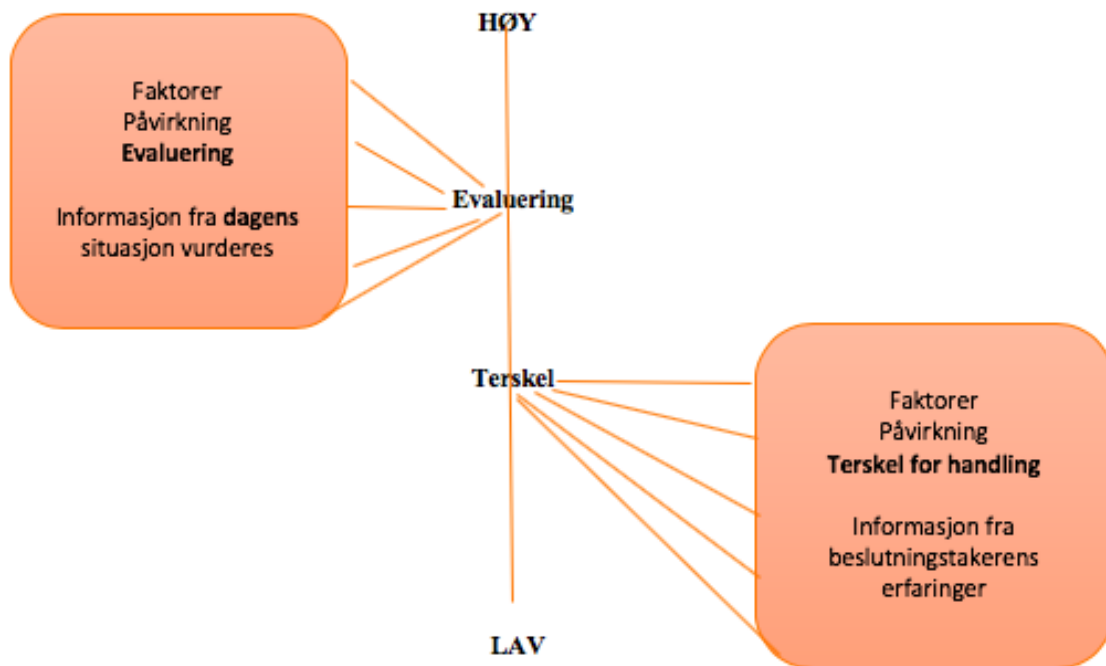 HØY
Faktorer
Påvirkning
Evaluering
Informasjon fra dagens
situasjon vurderes
Evaluering
Terskel
Faktorer
Påvirkning
Terskel for handling
Informasjon fra
beslutningstakerens
erfaringer
LAV